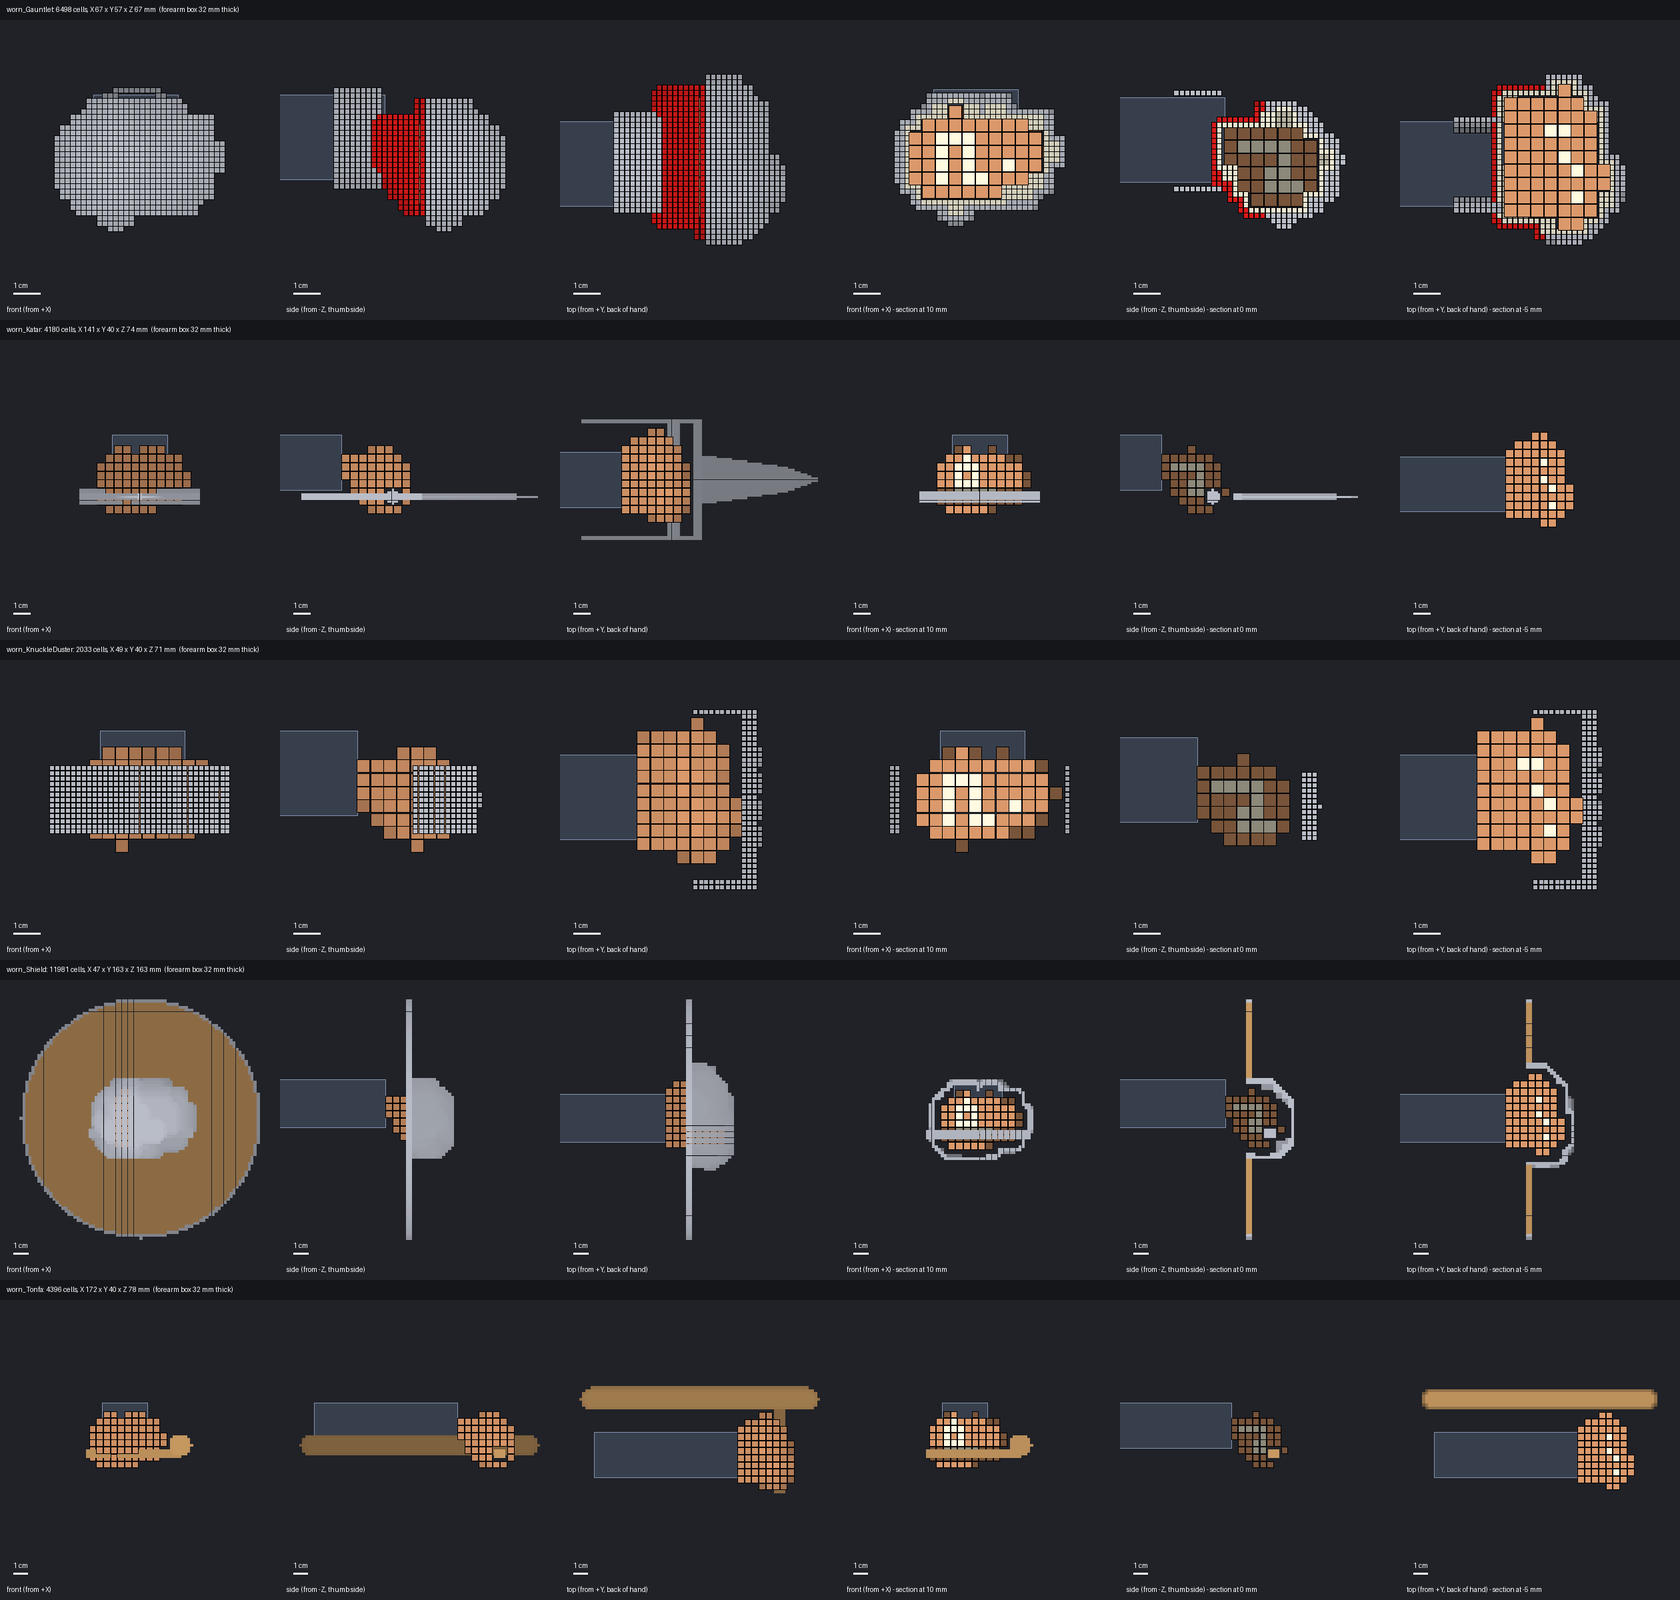 worn_Gauntlet: 6498 cells, X 67 x Y 57 x Z 67 mm (forearm box 32 mm thick)
1 cm 1 cm 1 cm 1 cm 1 cm 1 cm
front (from +X) side (from -Z, thumb side) top (from +Y, back of hand) front (from +X) - section at 10 mm side (from -Z, thumb side) - section at 0 mm top (from +Y, back of hand) - section at -5 mm
worn_Katar: 4180 cells, X 141 x Y 40 x Z 74 mm (forearm box 32 mm thick)
1 cm 1 cm 1 cm 1 cm 1 cm 1 cm
front (from +X) side (from -Z, thumb side) top (from +Y, back of hand) front (from +X) - section at 10 mm side (from -Z, thumb side) - section at 0 mm top (from +Y, back of hand) - section at -5 mm
worn_KnuckleDuster: 2033 cells, X 49 x Y 40 x Z 71 mm (forearm box 32 mm thick)
1 cm 1 cm 1 cm 1 cm 1 cm 1 cm
front (from +X) side (from -Z, thumb side) top (from +Y, back of hand) front (from +X) - section at 10 mm side (from -Z, thumb side) - section at 0 mm top (from +Y, back of hand) - section at -5 mm
worn_Shield: 11981 cells, X 47 x Y 163 x Z 163 mm (forearm box 32 mm thick)
1 cm 1 cm 1 cm 1 cm 1 cm 1 cm
front (from +X) side (from -Z, thumb side) top (from +Y, back of hand) front (from +X) - section at 10 mm side (from -Z, thumb side) - section at 0 mm top (from +Y, back of hand) - section at -5 mm
worn_Tonfa: 4396 cells, X 172 x Y 40 x Z 78 mm (forearm box 32 mm thick)
1 cm 1 cm 1 cm 1 cm 1 cm 1 cm
front (from +X) side (from -Z, thumb side) top (from +Y, back of hand) front (from +X) - section at 10 mm side (from -Z, thumb side) - section at 0 mm top (from +Y, back of hand) - section at -5 mm